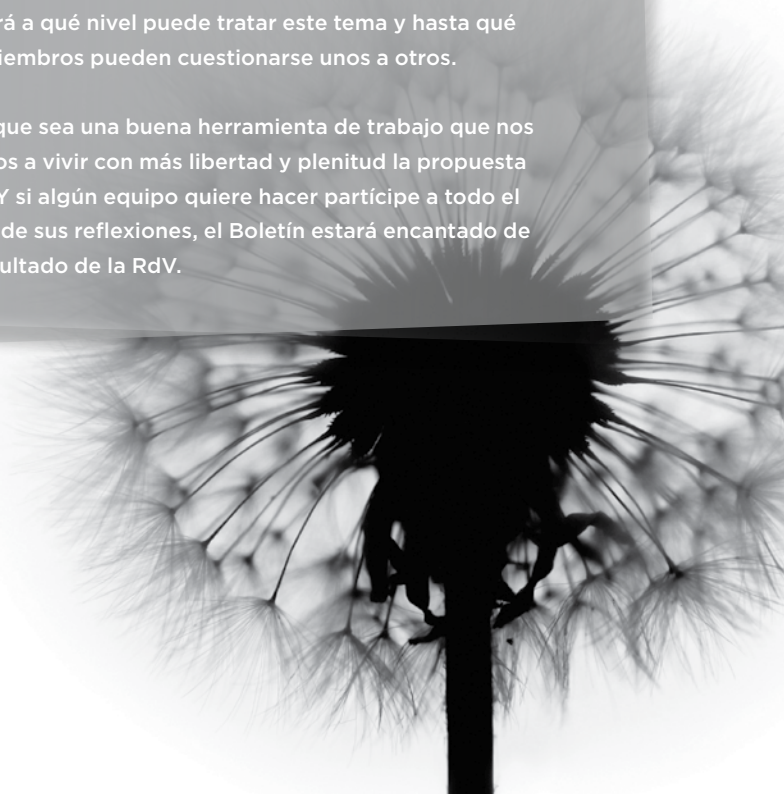 rá a qué nivel puede tratar este tema y hasta qué
iembros pueden cuestionarse unos a otros.
que sea una buena herramienta de trabajo que nos
os a vivir con más libertad y plenitud la propuesta
Y si algún equipo quiere hacer partícipe a todo el
de sus reflexiones, el Boletín estará encantado de
ultado de la RdV.